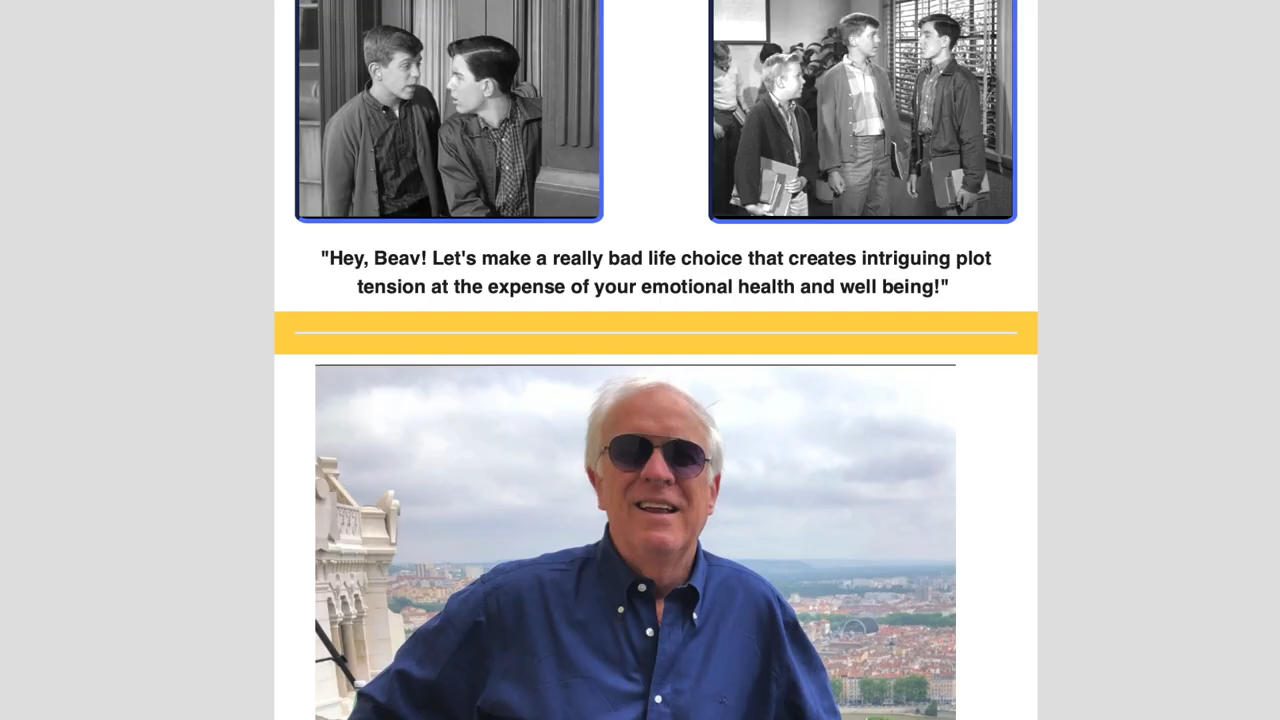 "Hey, Beav! Let's make a really bad life choice that creates intriguing plot
tension at the expense of your emotional health and well being!"